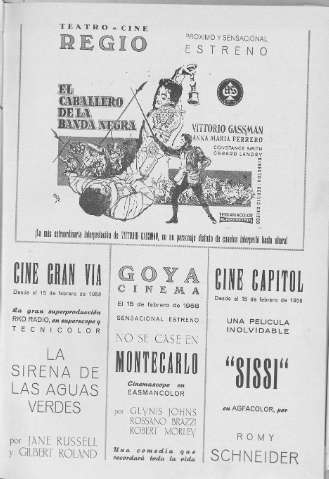 TEATRO - CINE
REGIO
PROXIMO Y SENSACIONAL
ESTRENO
EL
CABALLERO
DE LA
BANDA NEGRA
VITTORIO GASSMAN
ANNA MARIA FERRERO
CONSTANCE SMITH
GERARD LANDRY
TECHNICOLOR
¡La más extraordinaria interpretación de VITTORIO GASSMAN, en un personaje distinto de cuantos interpretó hasta ahora!
CINE GRAN VIA
Desde el 15 de febrero de 1958
La gran superproducción
RKO RADIO, en superscope y
TECNICOLOR
LA
SIRENA DE
LAS AGUAS
VERDES
por JANE RUSSELL
y GILBERT ROLAND
GOYA
CINEMA
El 15 de febrero de 1958
SENSACIONAL ESTRENO
NO SE CASE EN
MONTECARLO
Cinemascope en
EASMANCOLOR
por GLYNIS JOHNS
ROSSANO BRAZZI
ROBERT MORLEY
Una comedia que
recordará toda la vida
CINE CAPITOL
Desde el 15 de febrero de 1958
UNA PELICULA
INOLVIDABLE
"SISSI"
en AGFACOLOR, por
ROMY
SCHNEIDER